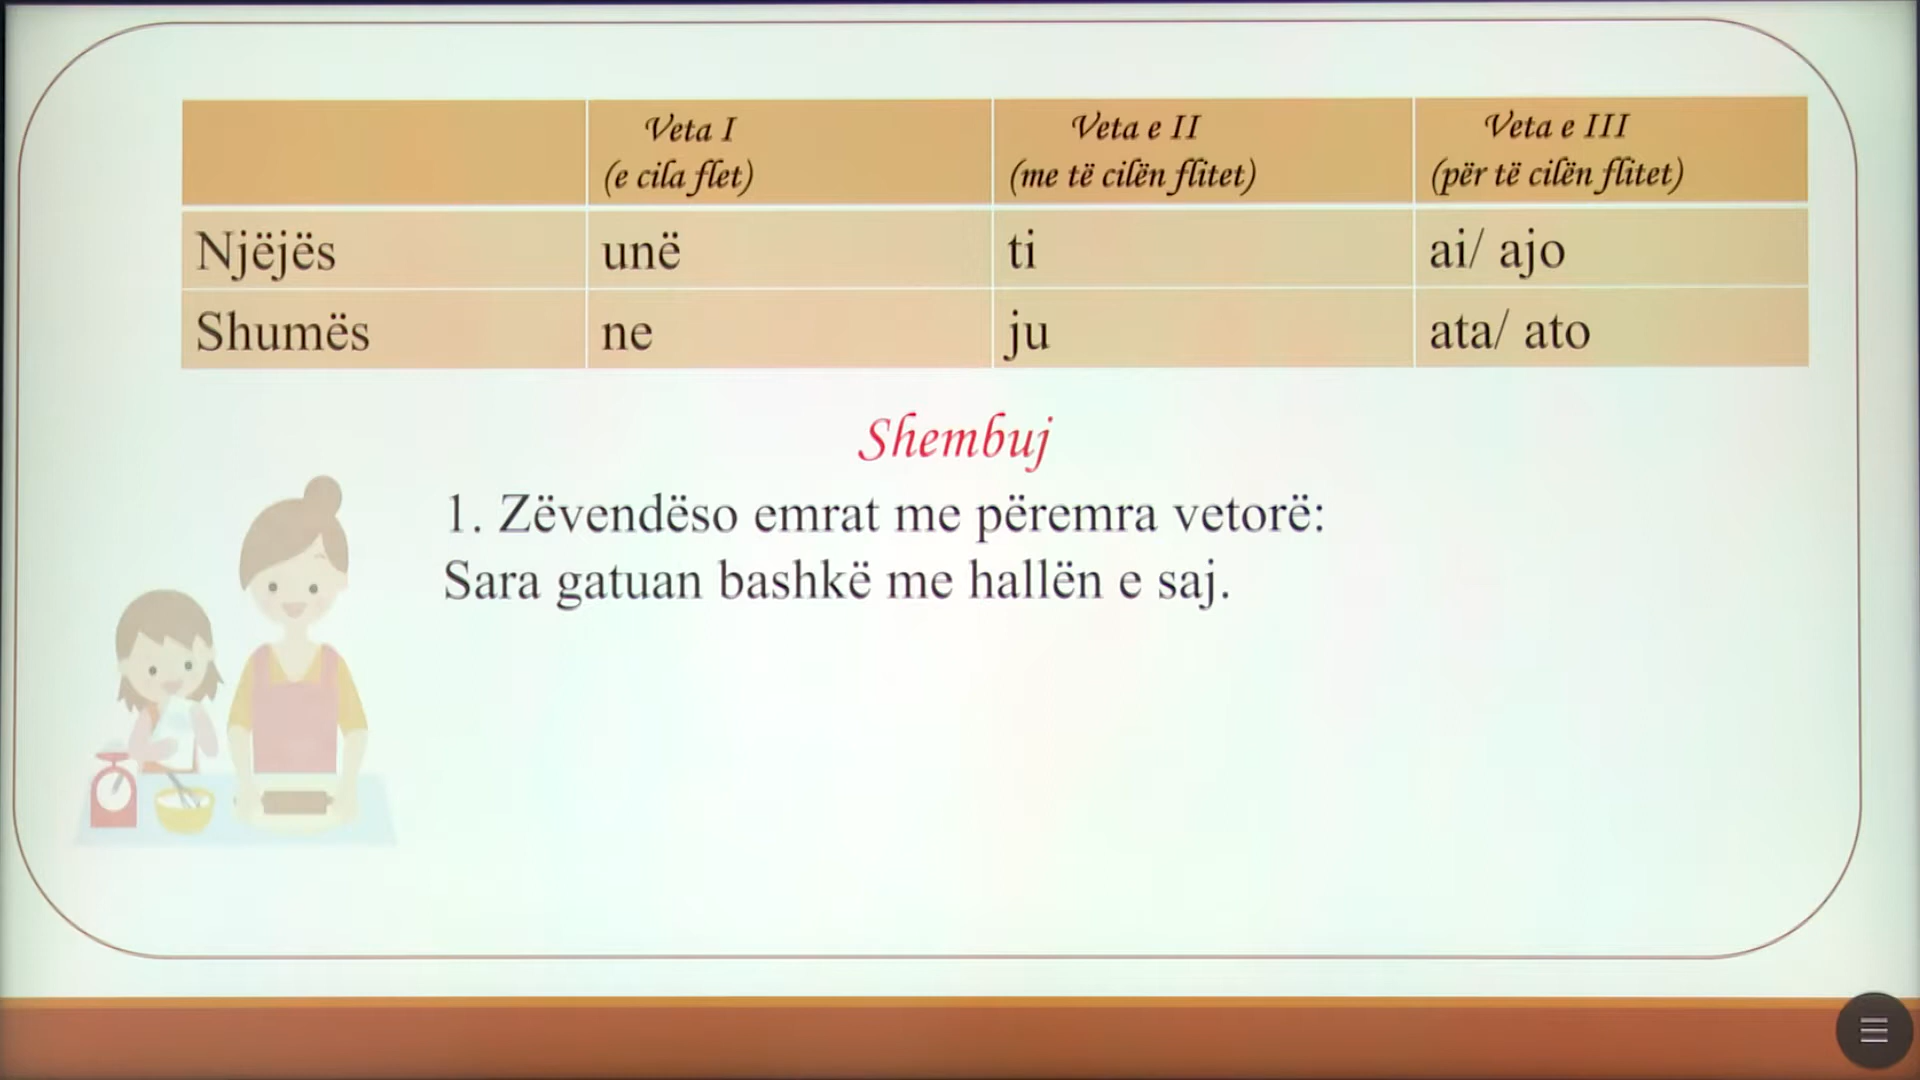 Veta I
(e cila flet)
Veta e II
(me të cilën flitet)
Veta e III
(për të cilën flitet)
Njëjës unë ti ai/ ajo
Shumës ne ju ata/ ato
Shembuj
1. Zëvendëso emrat me përemra vetorë:
Sara gatuan bashkë me hallën e saj.